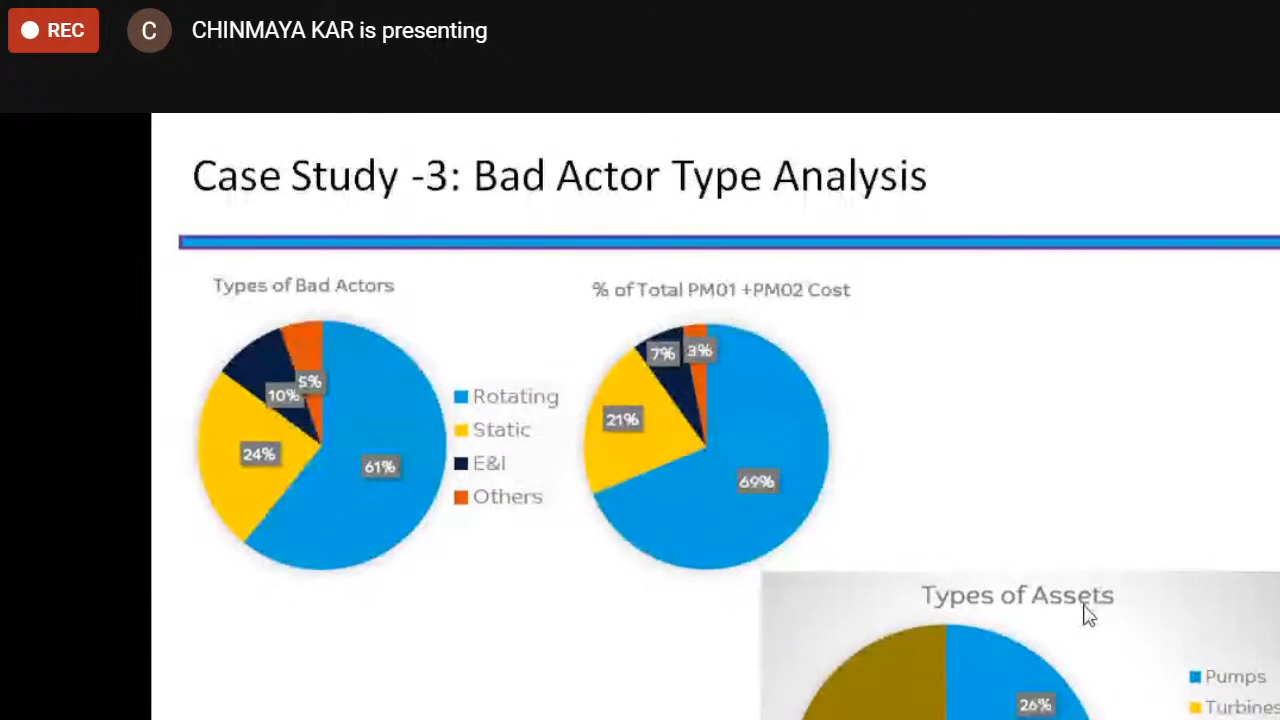 REC
C
CHINMAYA KAR is presenting
Case Study -3: Bad Actor Type Analysis
Types of Bad Actors
% of Total PM01 +PM02 Cost
5%
10%
24%
61%
Rotating
Static
E&I
Others
7%
3%
21%
69%
Types of Assets
26%
Pumps
Turbines